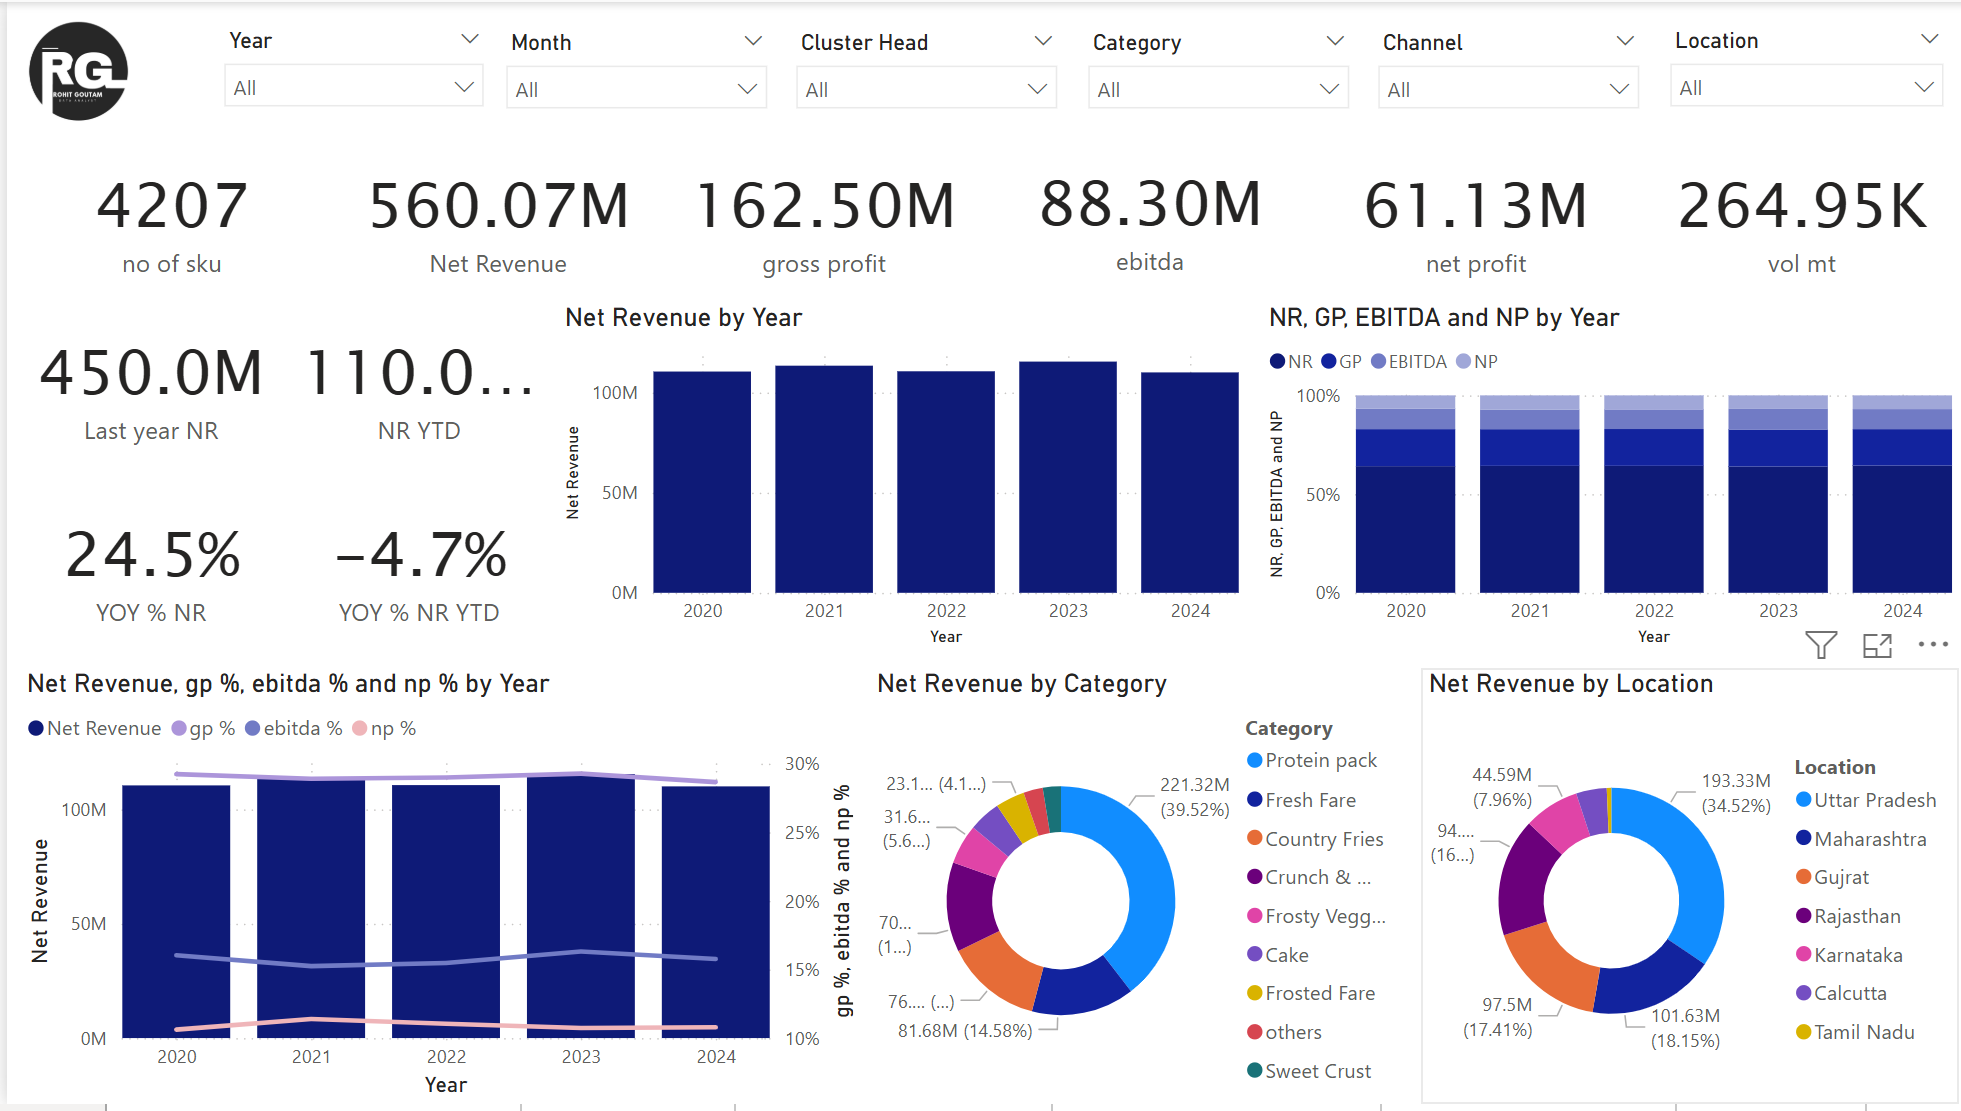 RG
ROHIT GOUTAM
DATA ANALYST
Year
All
Month
All
Cluster Head
All
Category
All
Channel
All
Location
All
4207
no of sku
560.07M
Net Revenue
162.50M
gross profit
88.30M
ebitda
61.13M
net profit
264.95K
vol mt
450.0M
Last year NR
110.0...
NR YTD
24.5%
YOY % NR
-4.7%
YOY % NR YTD
Net Revenue by Year
Net Revenue
100M
50M
0M
2020 2021 2022 2023 2024
Year
NR, GP, EBITDA and NP by Year
NR GP EBITDA NP
NR, GP, EBITDA and NP
100%
50%
0%
2020 2021 2022 2023 2024
Year
Net Revenue, gp %, ebitda % and np % by Year
Net Revenue gp % ebitda % np %
Net Revenue
100M
50M
0M
30%
25%
20%
15%
10%
gp %, ebitda % and np %
2020 2021 2022 2023 2024
Year
Net Revenue by Category
221.32M
(39.52%)
81.68M (14.58%)
76.... (...)
70...
(1...)
31.6...
(5.6...)
23.1... (4.1...)
Category
Protein pack
Fresh Fare
Country Fries
Crunch & ...
Frosty Vegg...
Cake
Frosted Fare
others
Sweet Crust
Net Revenue by Location
193.33M
(34.52%)
101.63M
(18.15%)
97.5M
(17.41%)
94....
(16...)
44.59M
(7.96%)
Location
Uttar Pradesh
Maharashtra
Gujrat
Rajasthan
Karnataka
Calcutta
Tamil Nadu